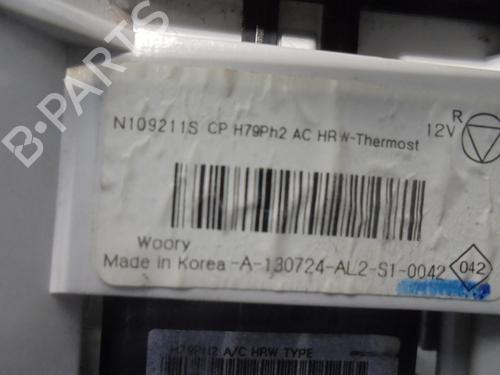 N109211S CP H79Ph2 AC HRW-Thermost 12V R
Woory
Made in Korea -A-130724-AL2-S1-0042 042
H79PH2 A/C HRW TYPE
B-PARTS